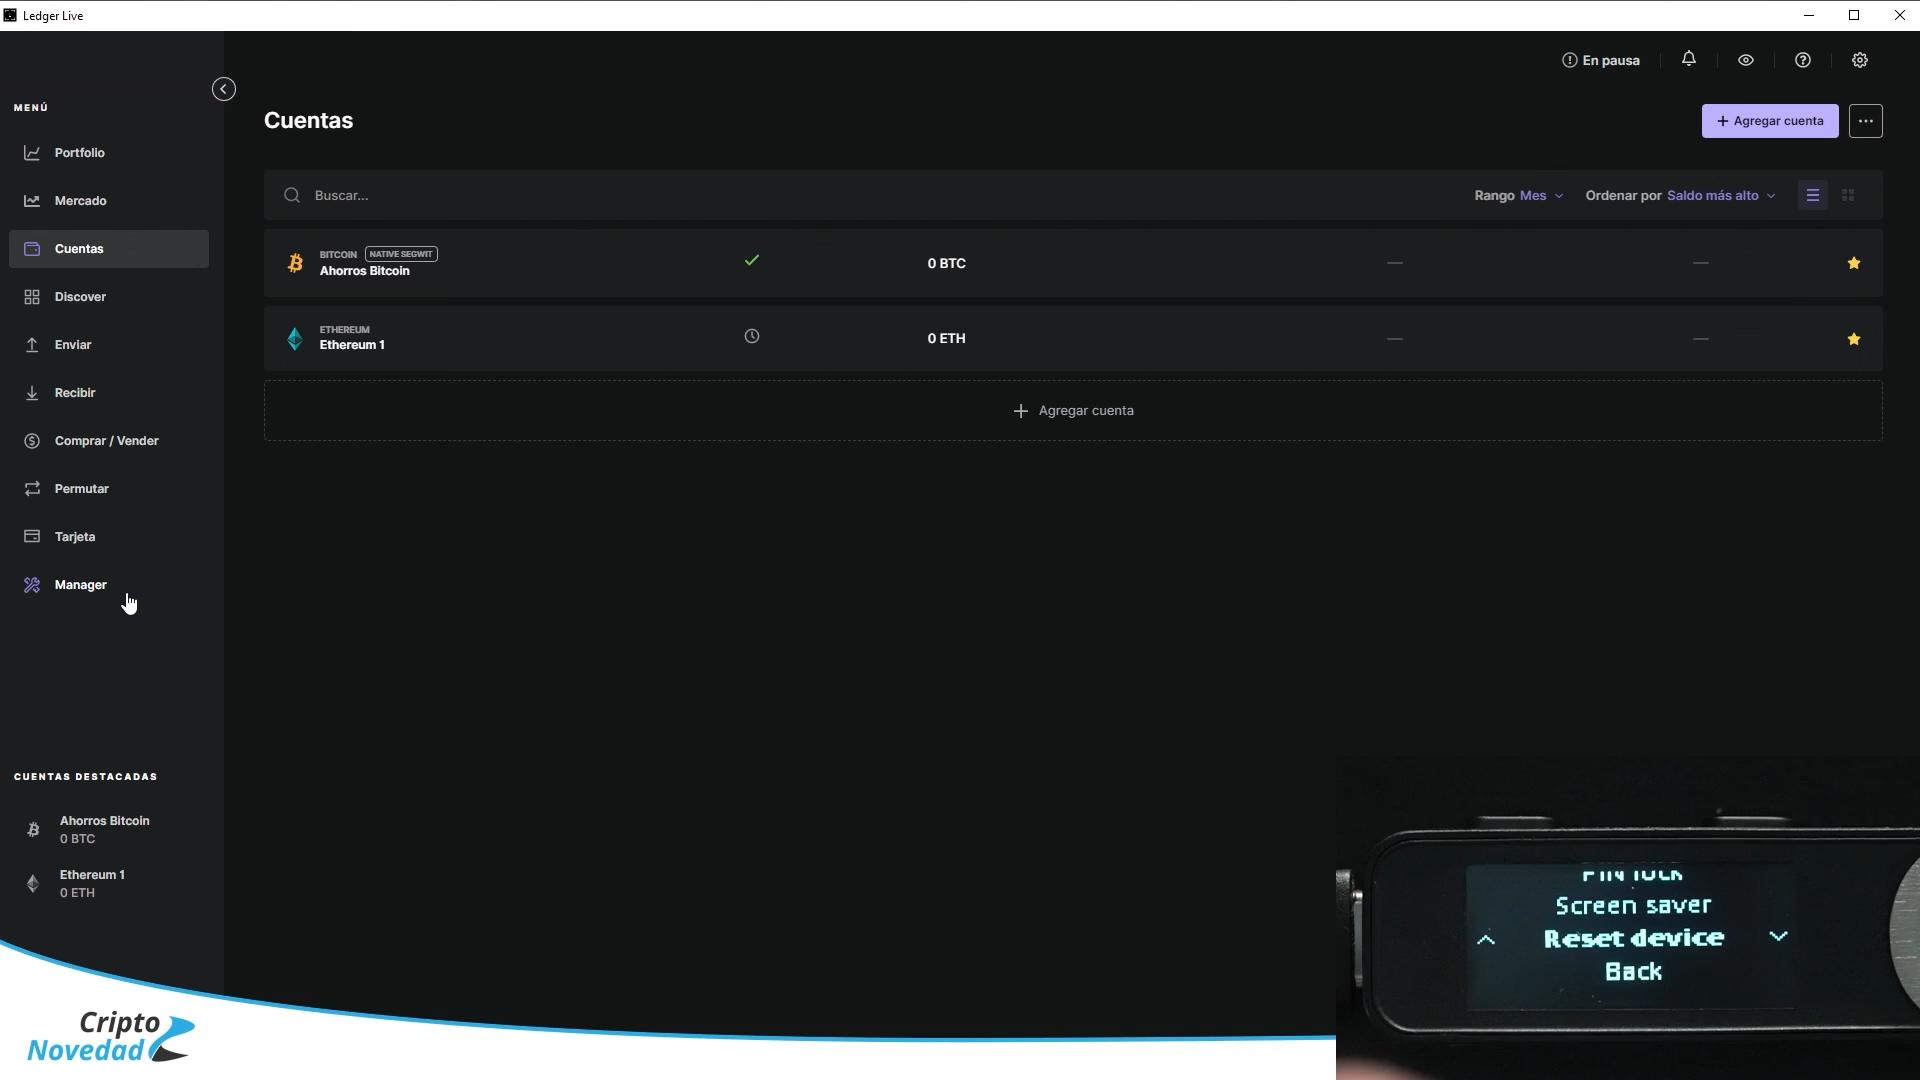 Ledger Live
En pausa
MENÚ
Portfolio
Mercado
Cuentas
Discover
Enviar
Recibir
Comprar / Vender
Permutar
Tarjeta
Manager
CUENTAS DESTACADAS
Ahorros Bitcoin
0 BTC
Ethereum 1
0 ETH
Cuentas
+ Agregar cuenta
Buscar...
Rango Mes
Ordenar por Saldo más alto
BITCOIN NATIVE SEGWIT
Ahorros Bitcoin
0 BTC
— —
ETHEREUM
Ethereum 1
0 ETH
— —
+ Agregar cuenta
PIN lock
Screen saver
Reset device
Back
Cripto
Novedad